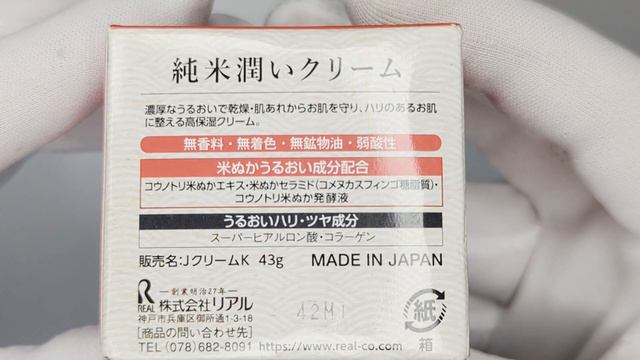 純米潤いクリーム
濃厚なうるおいで乾燥・肌あれからお肌を守り、ハリのあるお肌
に整える高保湿クリーム。
無香料・無着色・無鉱物油・弱酸性
米ぬかうるおい成分配合
コウノトリ米ぬかエキス・米ぬかセラミド(コメヌカスフィンゴ糖脂質)・
コウノトリ米ぬか発酵液
うるおいハリ・ツヤ成分
スーパーヒアルロン酸・コラーゲン
販売名:JクリームK 43g MADE IN JAPAN
―創業明治27年―
R REAL 株式会社リアル
神戸市兵庫区御所通1-3-18
[商品の問い合わせ先]
TEL (078) 682-8091 https://www.real-co.com
42M1
紙
箱